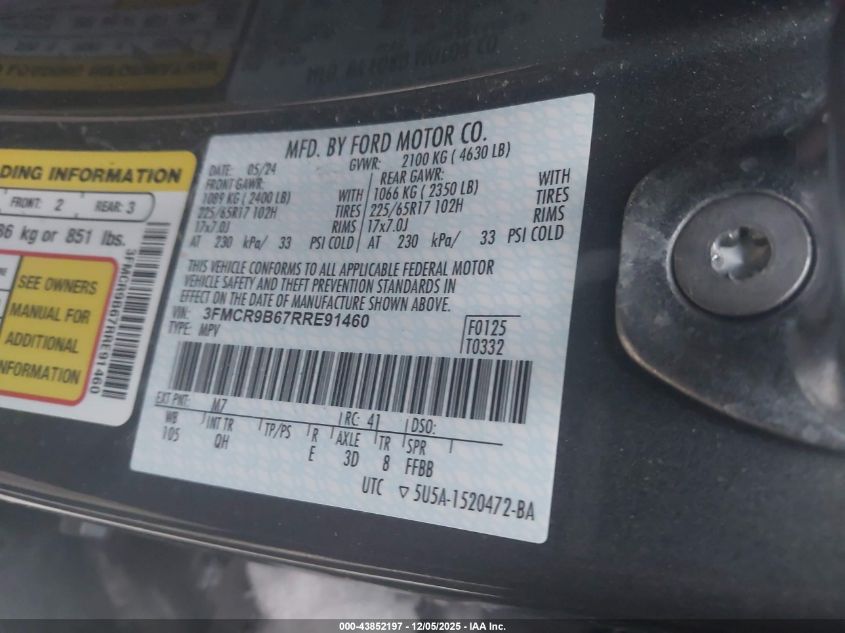 MFD. BY FORD MOTOR CO.
DATE: 05/24 GVWR: 2100 KG ( 4630 LB)
FRONT GAWR: REAR GAWR:
1089 KG ( 2400 LB) WITH 1066 KG ( 2350 LB) WITH
225/65R17 102H TIRES 225/65R17 102H TIRES
17x7.0J RIMS 17x7.0J RIMS
AT 230 kPa/ 33 PSI COLD AT 230 kPa/ 33 PSI COLD
THIS VEHICLE CONFORMS TO ALL APPLICABLE FEDERAL MOTOR
VEHICLE SAFETY AND THEFT PREVENTION STANDARDS IN
EFFECT ON THE DATE OF MANUFACTURE SHOWN ABOVE.
VIN: 3FMCR9B67RRE91460
TYPE: MPV
F0125
T0332
EXT PNT: M7 RC: 41 DSO:
WB INT TR TP/PS R AXLE TR SPR
105 QH E 3D 8 FFBB
UTC ▽ 5U5A-1520472-BA
DING INFORMATION
FRONT: 2 REAR: 3
86 kg or 851 lbs.
SEE OWNERS
MANUAL FOR
ADDITIONAL
INFORMATION
3FMCR9B67RRE91460
000-43852197 - 12/05/2025 - IAA Inc.